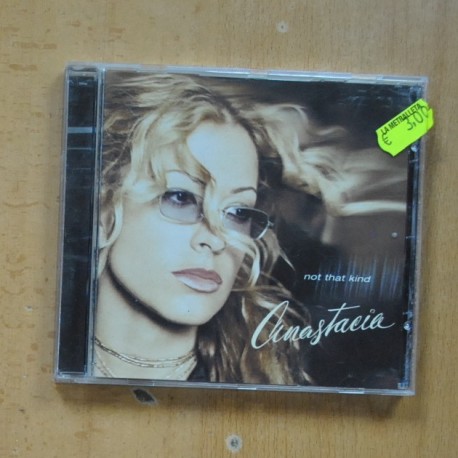 LA METRALLETA
€ 3,00
not that kind
Anastacia